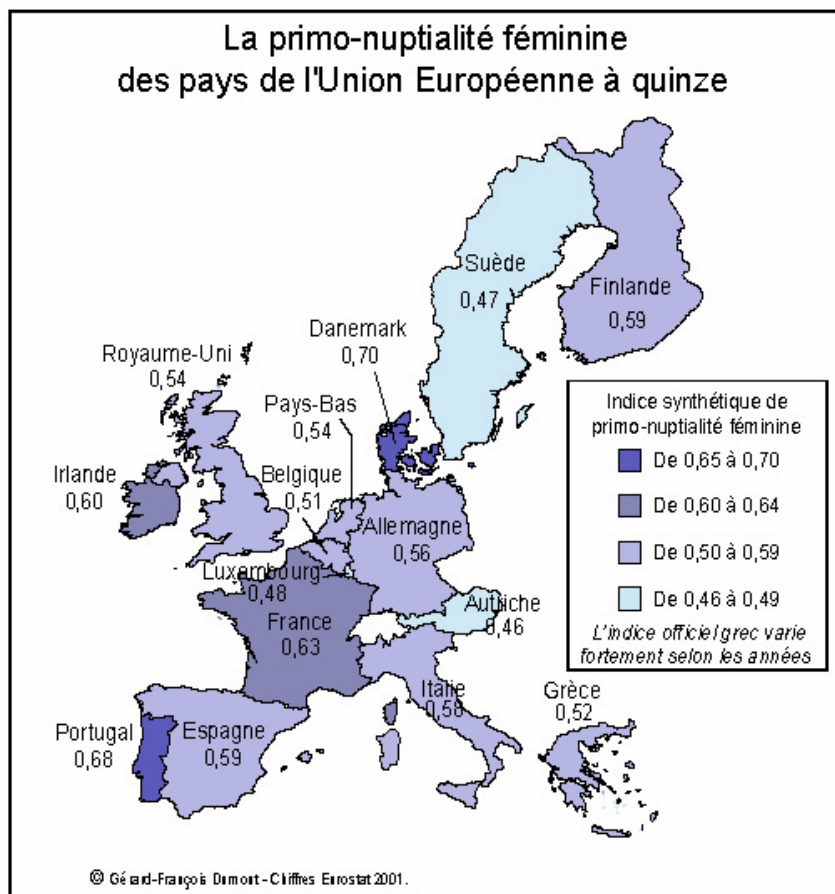 La primo-nuptialité féminine
des pays de l'Union Européenne à quinze
Suède
0,47
Finlande
0,59
Danemark
0,70
Royaume-Uni
0,54
Pays-Bas
0,54
Irlande
0,60
Belgique
0,51
Allemagne
0,56
Luxembourg
0,48
Autriche
0,46
France
0,63
Italie
0,58
Grèce
0,52
Portugal
0,68
Espagne
0,59
Indice synthétique de
primo-nuptialité féminine
De 0,65 à 0,70
De 0,60 à 0,64
De 0,50 à 0,59
De 0,46 à 0,49
L'indice officiel grec varie
fortement selon les années
© Gérard-François Dumont - Chiffres Eurostat 2001.